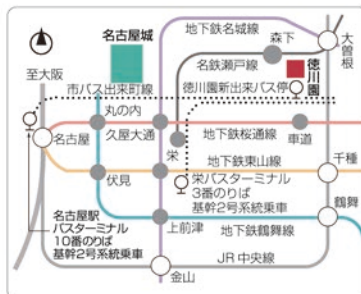 名古屋城
地下鉄名城線
大曽根
森下
至大阪
名鉄瀬戸線
徳川園
市バス出来町線
徳川園新出来バス停
丸の内
名古屋
久屋大通
地下鉄桜通線
車道
栄
地下鉄東山線
千種
伏見
栄バスターミナル
3番のりば
基幹2号系統乗車
名古屋駅
バスターミナル
10番のりば
基幹2号系統乗車
上前津
鶴舞
地下鉄鶴舞線
JR中央線
金山